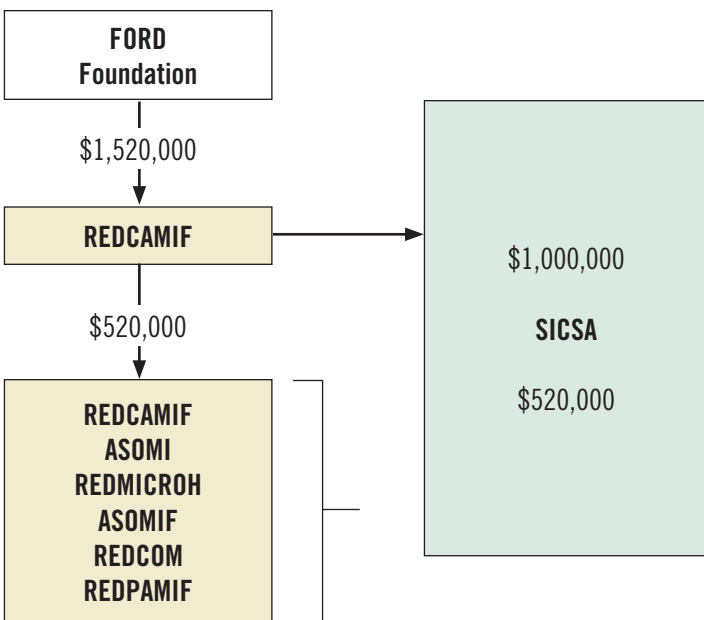 FORD
Foundation
$1,520,000
REDCAMIF
$520,000
REDCAMIF
ASOMI
REDMICROH
ASOMIF
REDCOM
REDPAMIF
$1,000,000
SICSA
$520,000